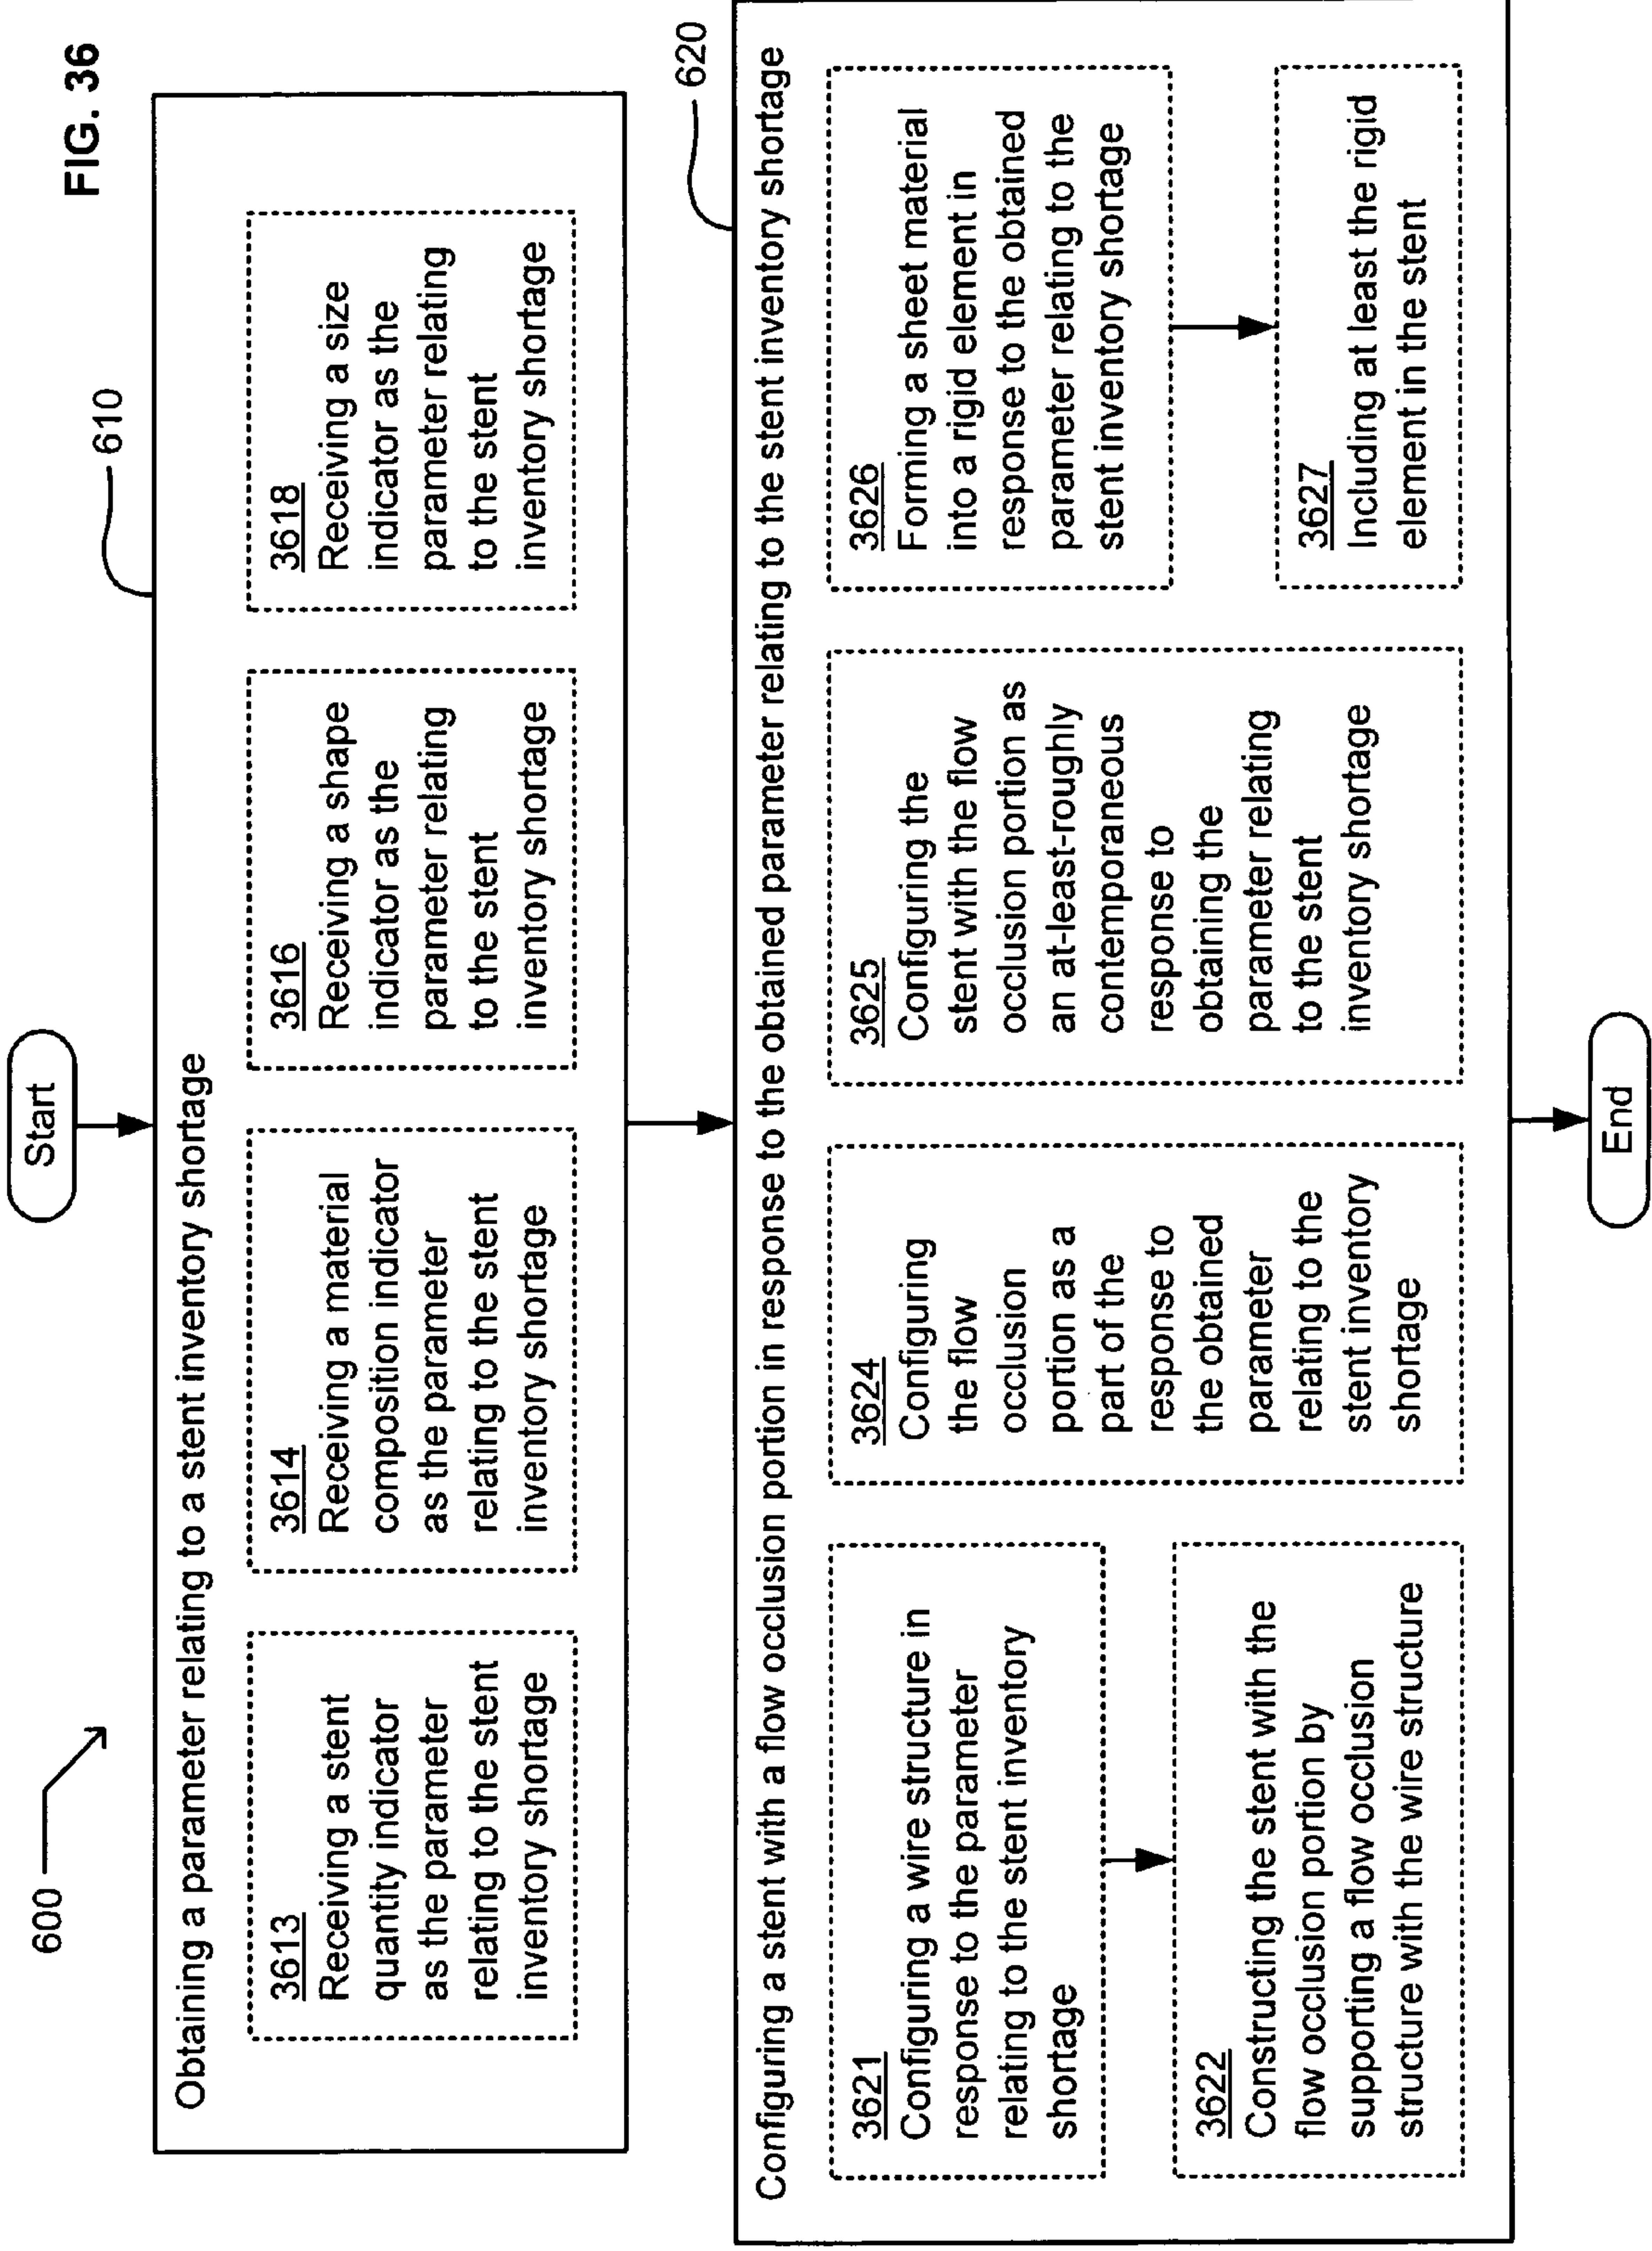 FIG. 36
600
Start
610
Obtaining a parameter relating to a stent inventory shortage
3613
Receiving a stent
quantity indicator
as the parameter
relating to the stent
inventory shortage
3614
Receiving a material
composition indicator
as the parameter
relating to the stent
inventory shortage
3616
Receiving a shape
indicator as the
parameter relating
to the stent
inventory shortage
3618
Receiving a size
indicator as the
parameter relating
to the stent
inventory shortage
620
Configuring a stent with a flow occlusion portion in response to the obtained parameter relating to the stent inventory shortage
3621
Configuring a wire structure in
response to the parameter
relating to the stent inventory
shortage
3622
Constructing the stent with the
flow occlusion portion by
supporting a flow occlusion
structure with the wire structure
3624
Configuring
the flow
occlusion
portion as a
part of the
response to
the obtained
parameter
relating to the
stent inventory
shortage
3625
Configuring the
stent with the flow
occlusion portion as
an at-least-roughly
contemporaneous
response to
obtaining the
parameter relating
to the stent
inventory shortage
3626
Forming a sheet material
into a rigid element in
response to the obtained
parameter relating to the
stent inventory shortage
3627
Including at least the rigid
element in the stent
End